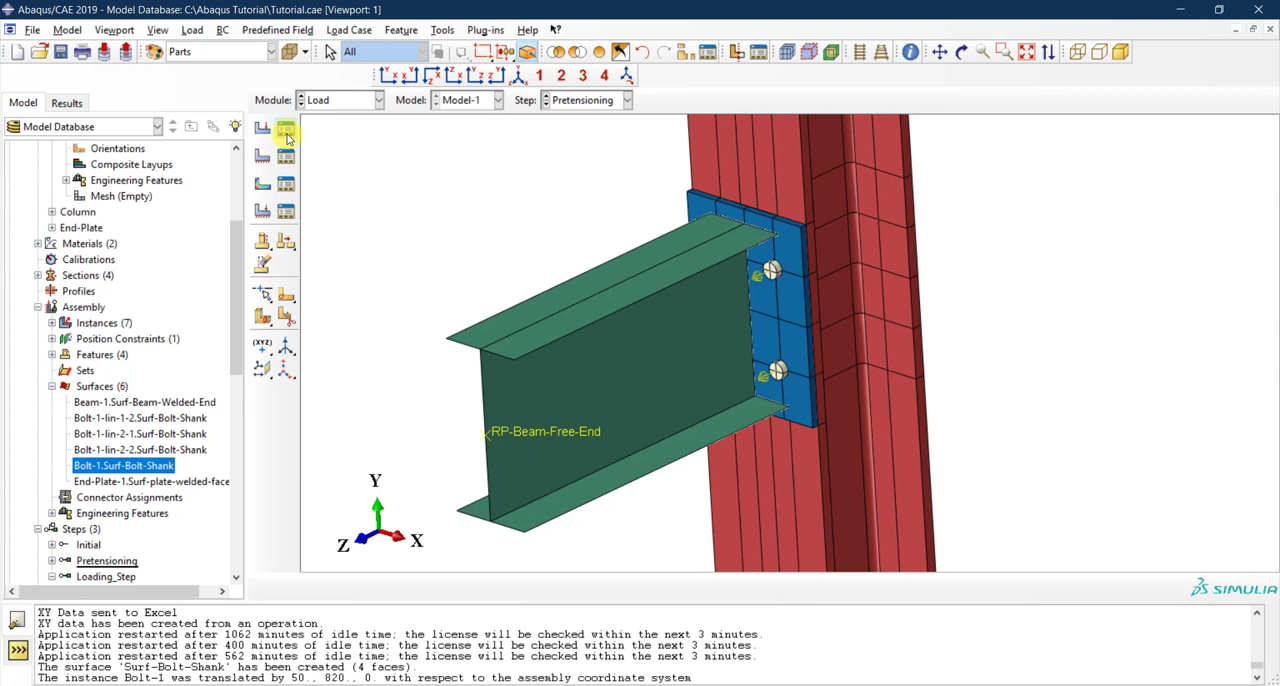 Abaqus/CAE 2019 - Model Database: C:\Abaqus Tutorial\Tutorial.cae [Viewport: 1]
File Model Viewport View Load BC Predefined Field Load Case Feature Tools Plug-ins Help
Parts All
1 2 3 4
Model Results Module: Load Model: Model-1 Step: Pretensioning
Model Database
Orientations
Composite Layups
Engineering Features
Mesh (Empty)
Column
End-Plate
Materials (2)
Calibrations
Sections (4)
Profiles
Assembly
Instances (7)
Position Constraints (1)
Features (4)
Sets
Surfaces (6)
Beam-1.Surf-Beam-Welded-End
Bolt-1-lin-1-2.Surf-Bolt-Shank
Bolt-1-lin-2-1.Surf-Bolt-Shank
Bolt-1-lin-2-2.Surf-Bolt-Shank
Bolt-1.Surf-Bolt-Shank
End-Plate-1.Surf-plate-welded-face
Connector Assignments
Engineering Features
Steps (3)
Initial
Pretensioning
Loading_Step
(XYZ)
RP-Beam-Free-End
Y
Z X
SIMULIA
XY Data sent to Excel
XY data has been created from an operation.
Application restarted after 1062 minutes of idle time; the license will be checked within the next 3 minutes.
Application restarted after 400 minutes of idle time; the license will be checked within the next 3 minutes.
Application restarted after 562 minutes of idle time; the license will be checked within the next 3 minutes.
The surface 'Surf-Bolt-Shank' has been created (4 faces).
The instance Bolt-1 was translated by 50., 820., 0. with respect to the assembly coordinate system